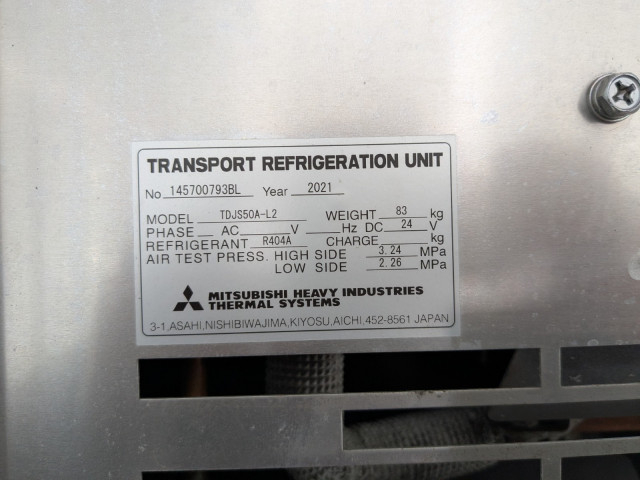 TRANSPORT REFRIGERATION UNIT
No 145700793BL Year 2021
MODEL TDJS50A-L2 WEIGHT 83 kg
PHASE AC V Hz DC 24 V
REFRIGERANT R404A CHARGE kg
AIR TEST PRESS. HIGH SIDE 3.24 MPa
LOW SIDE 2.26 MPa
MITSUBISHI HEAVY INDUSTRIES
THERMAL SYSTEMS
3-1,ASAHI,NISHIBIWAJIMA,KIYOSU,AICHI,452-8561 JAPAN